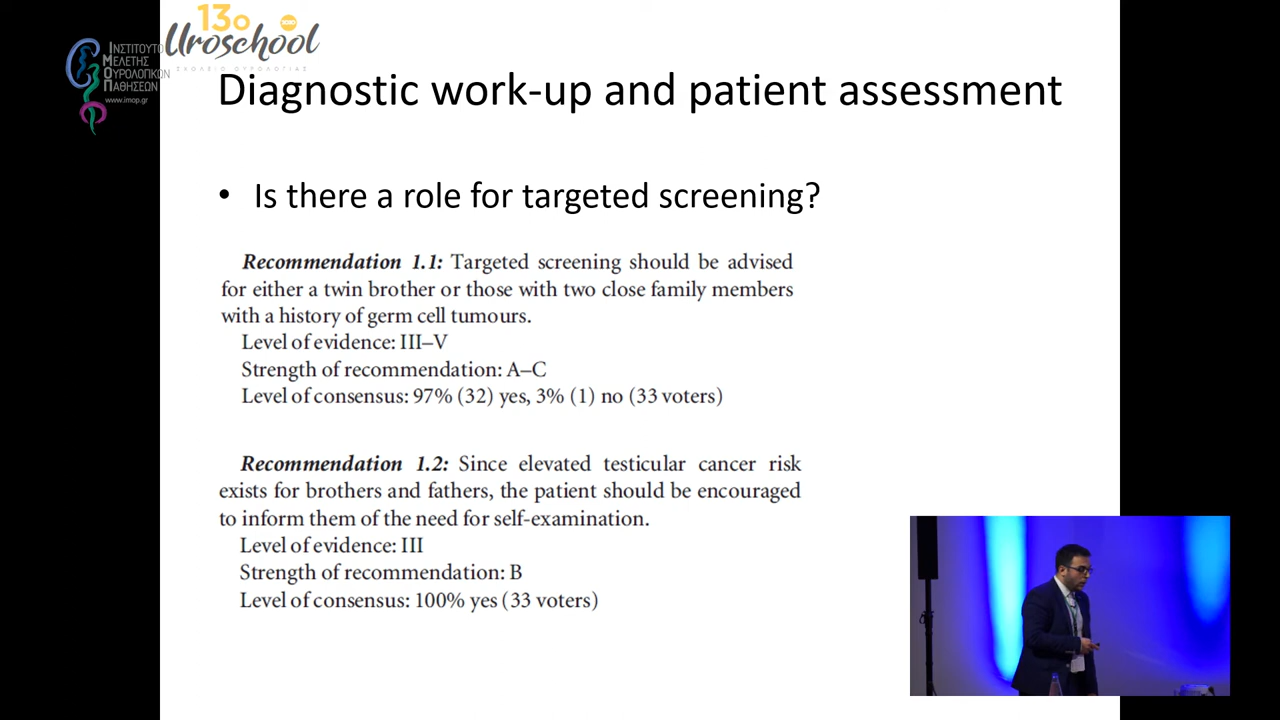 13ο
ΙΜΟΠ
Uroschool
ΣΧΟΛΕΙΟ ΟΥΡΟΛΟΓΙΑΣ
ΙΝΣΤΙΤΟΥΤΟ
ΜΕΛΕΤΗΣ
ΟΥΡΟΛΟΓΙΚΩΝ
ΠΑΘΗΣΕΩΝ
www.imop.gr
Diagnostic work-up and patient assessment
• Is there a role for targeted screening?
Recommendation 1.1: Targeted screening should be advised
for either a twin brother or those with two close family members
with a history of germ cell tumours.
Level of evidence: III–V
Strength of recommendation: A–C
Level of consensus: 97% (32) yes, 3% (1) no (33 voters)
Recommendation 1.2: Since elevated testicular cancer risk
exists for brothers and fathers, the patient should be encouraged
to inform them of the need for self-examination.
Level of evidence: III
Strength of recommendation: B
Level of consensus: 100% yes (33 voters)